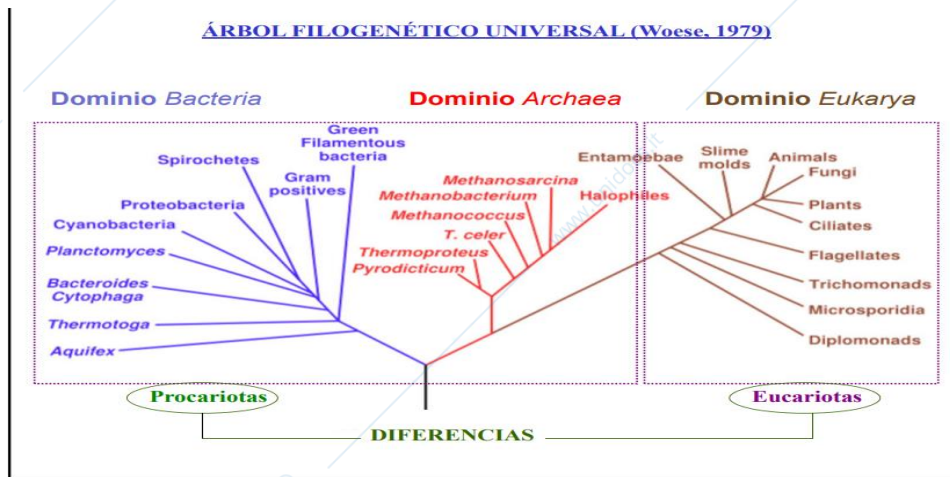 ÁRBOL FILOGENÉTICO UNIVERSAL (Woese, 1979)
Dominio Bacteria
Dominio Archaea
Dominio Eukarya
Green
Filamentous
bacteria
Spirochetes
Gram
positives
Proteobacteria
Cyanobacteria
Planctomyces
Bacteroides
Cytophaga
Thermotoga
Aquifex
Methanosarcina
Methanobacterium
Halophiles
Methanococcus
T. celer
Thermoproteus
Pyrodicticum
Entamoebae
Slime
molds
Animals
Fungi
Plants
Ciliates
Flagellates
Trichomonads
Microsporidia
Diplomonads
Procariotas
Eucariotas
DIFERENCIAS